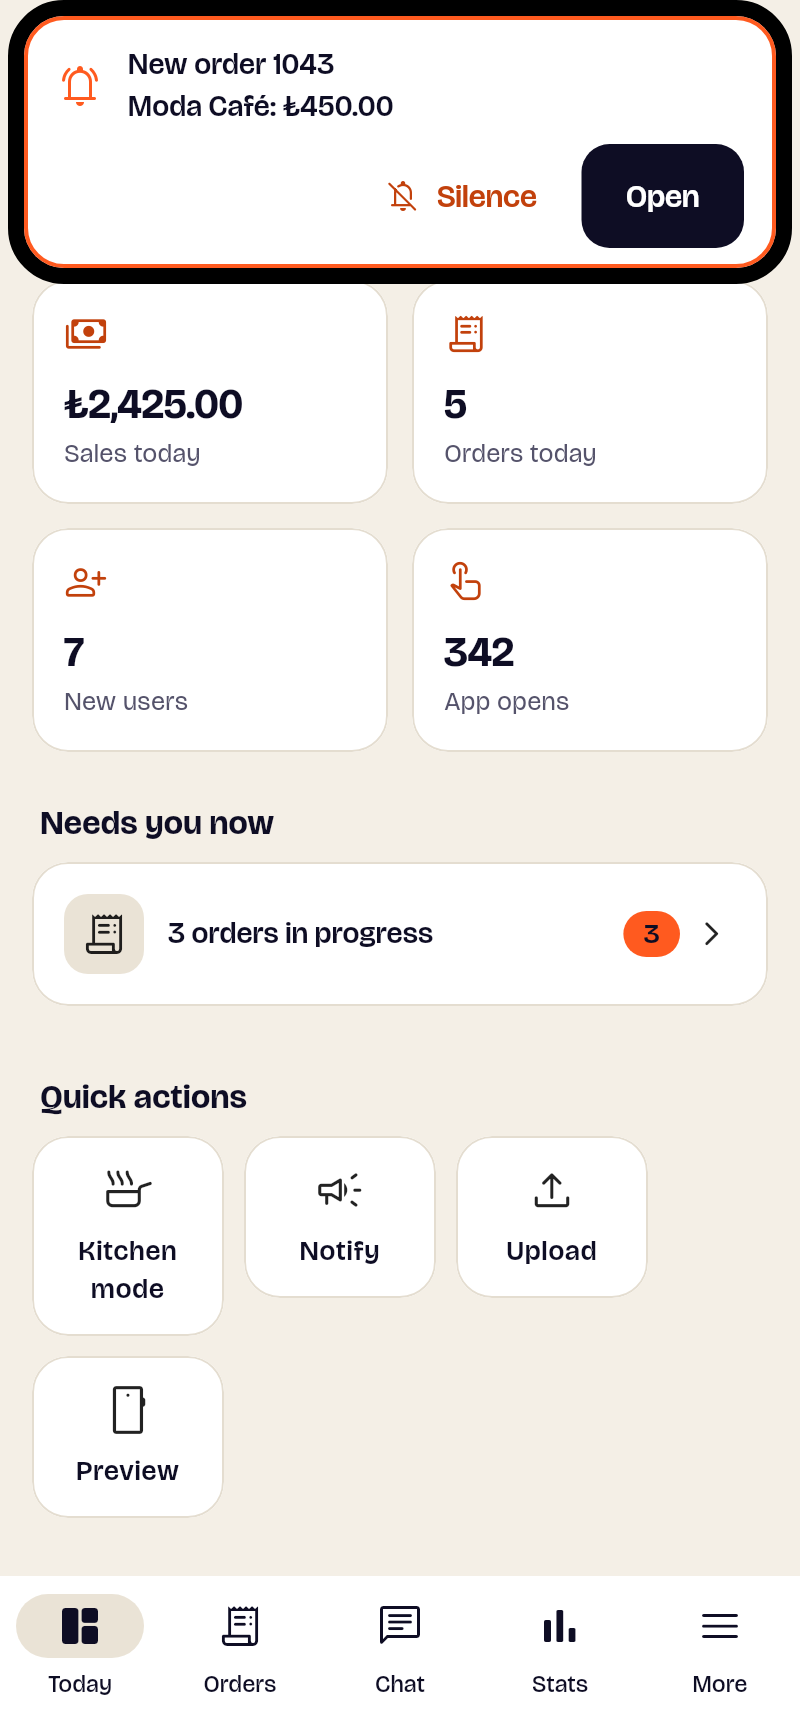 New order 1043
Moda Café: ₺450.00
Silence
Open
₺2,425.00
Sales today
5
Orders today
7
New users
342
App opens
Needs you now
3 orders in progress
3
Quick actions
Kitchen
mode
Notify
Upload
Preview
Today
Orders
Chat
Stats
More